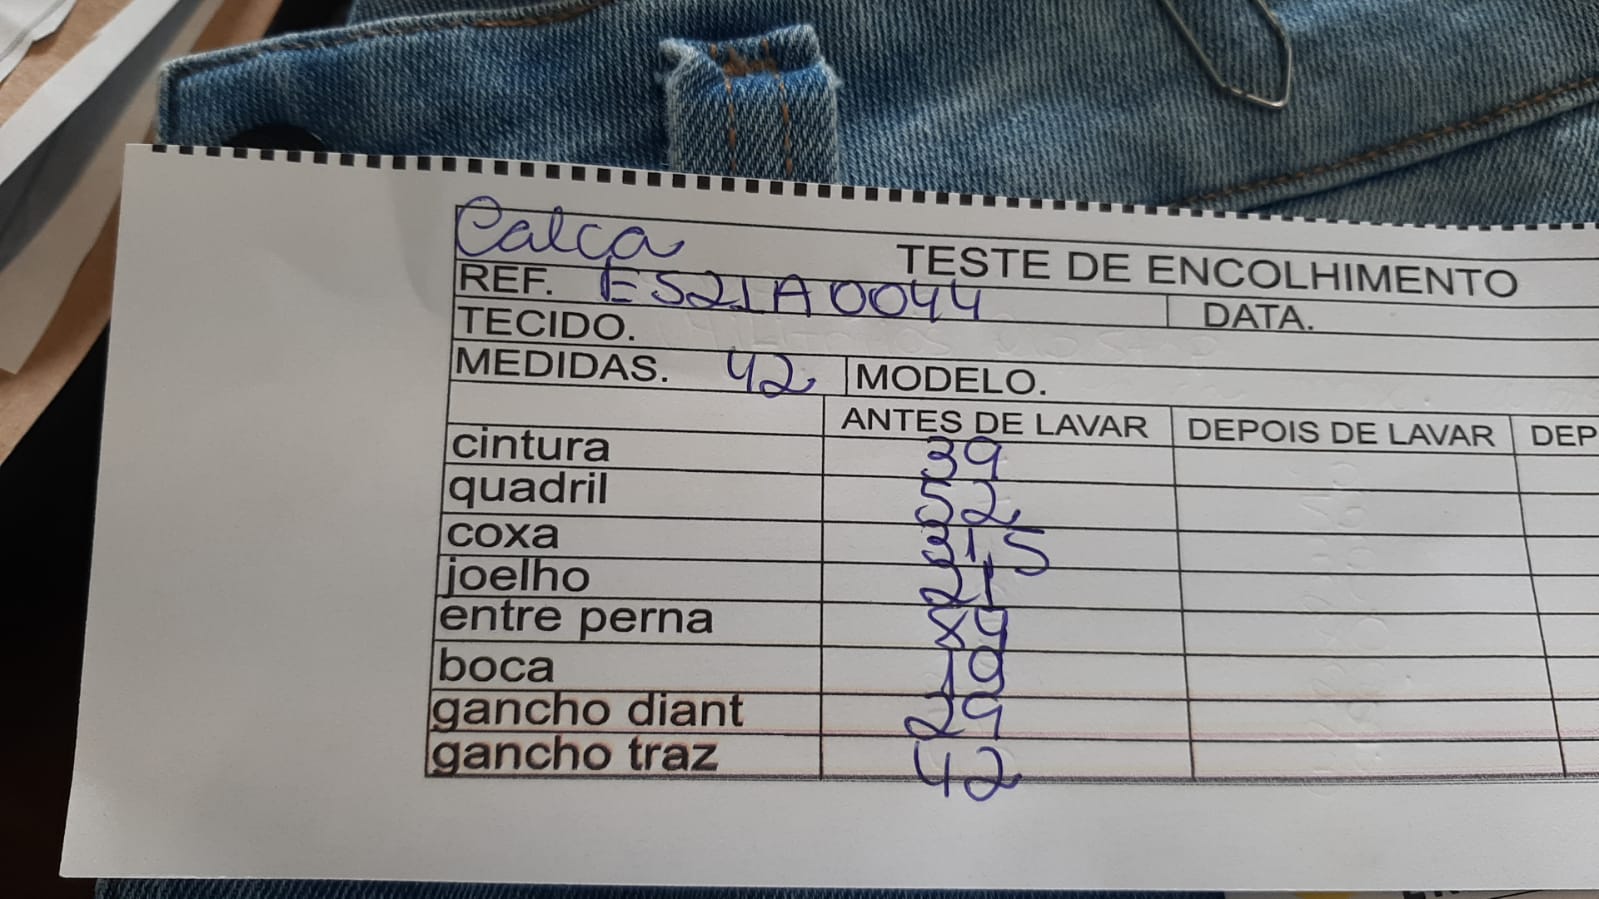 Calça
TESTE DE ENCOLHIMENTO
REF. ES21A0044
DATA.
TECIDO.
MEDIDAS. 42 MODELO.
ANTES DE LAVAR DEPOIS DE LAVAR DEP
cintura 39
quadril 52
coxa 31,5
joelho 21
entre perna 84
boca 19
gancho diant 29
gancho traz 42